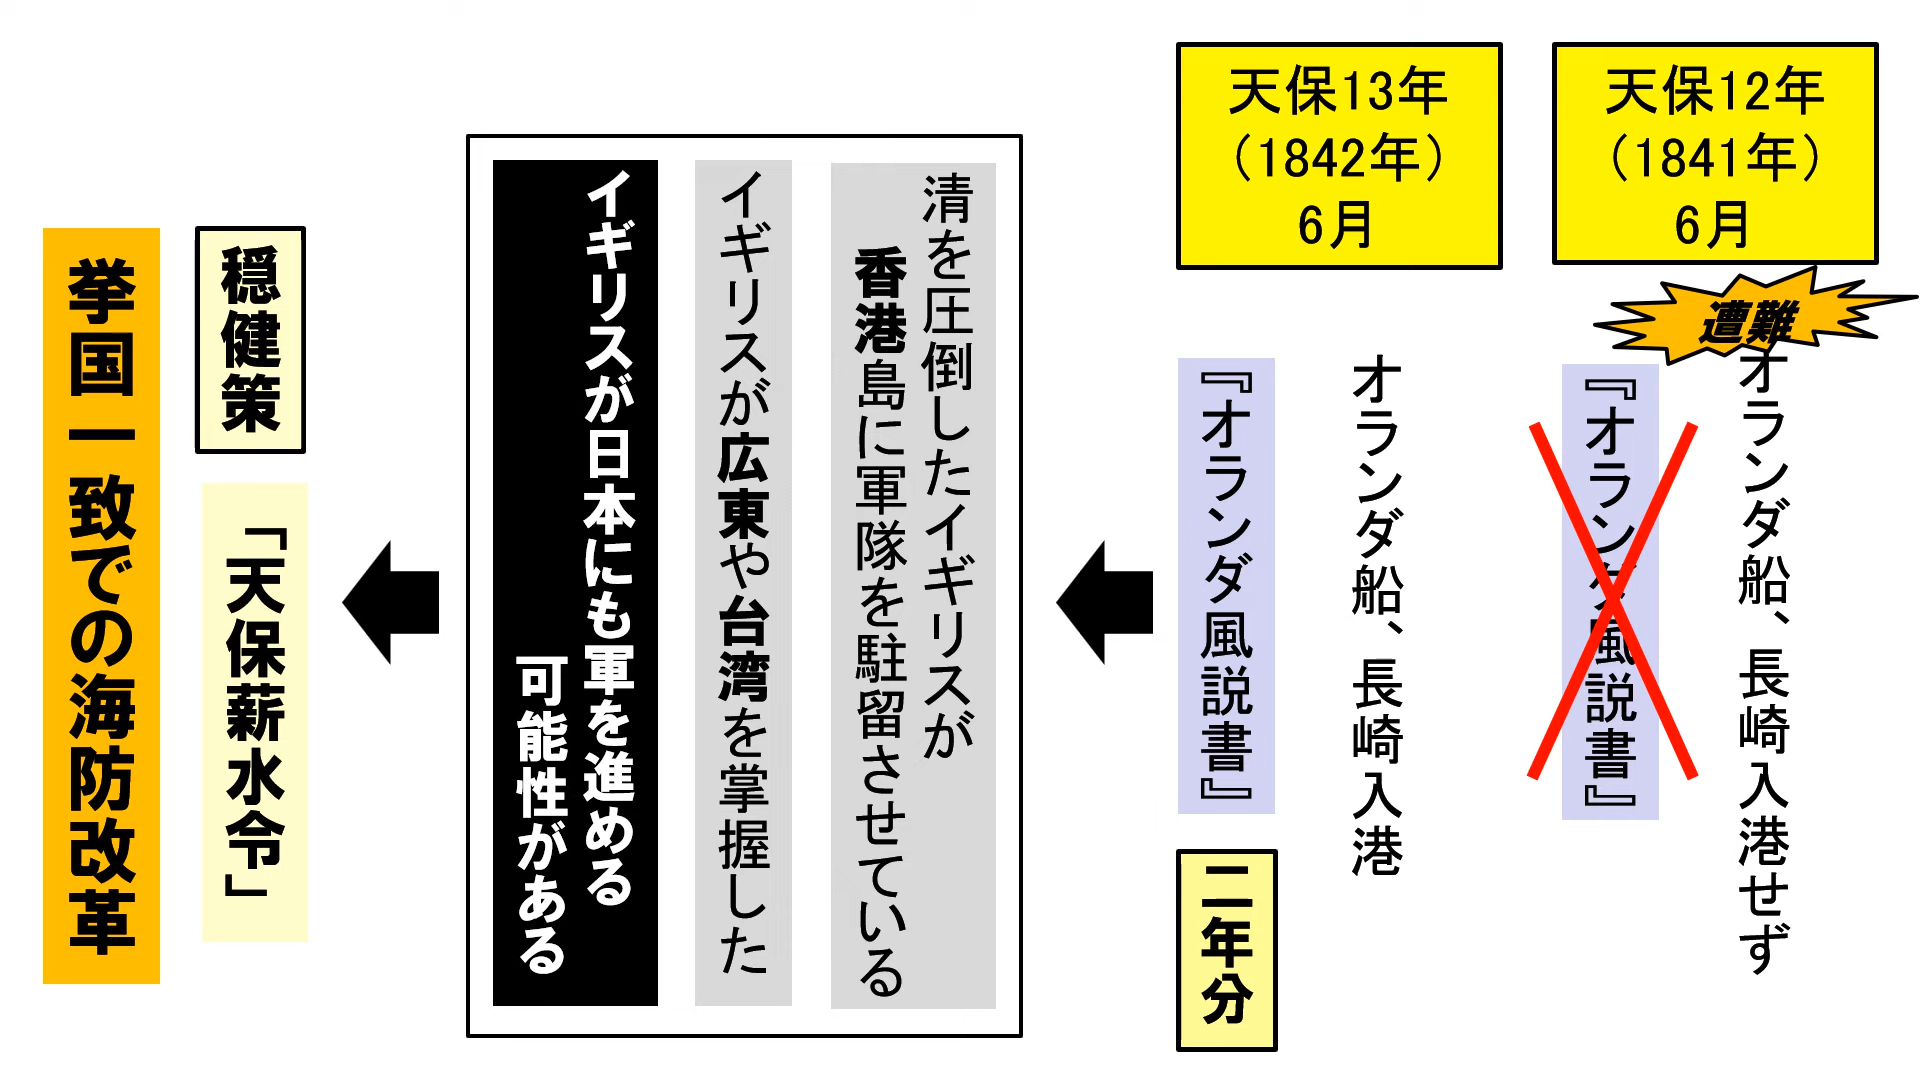 天保12年
（1841年）
6月
遭難
オランダ船、長崎入港せず
『オランダ風説書』
天保13年
（1842年）
6月
オランダ船、長崎入港
『オランダ風説書』
二年分
清を圧倒したイギリスが
香港島に軍隊を駐留させている
イギリスが広東や台湾を掌握した
イギリスが日本にも軍を進める
可能性がある
穏健策
「天保薪水令」
挙国一致での海防改革